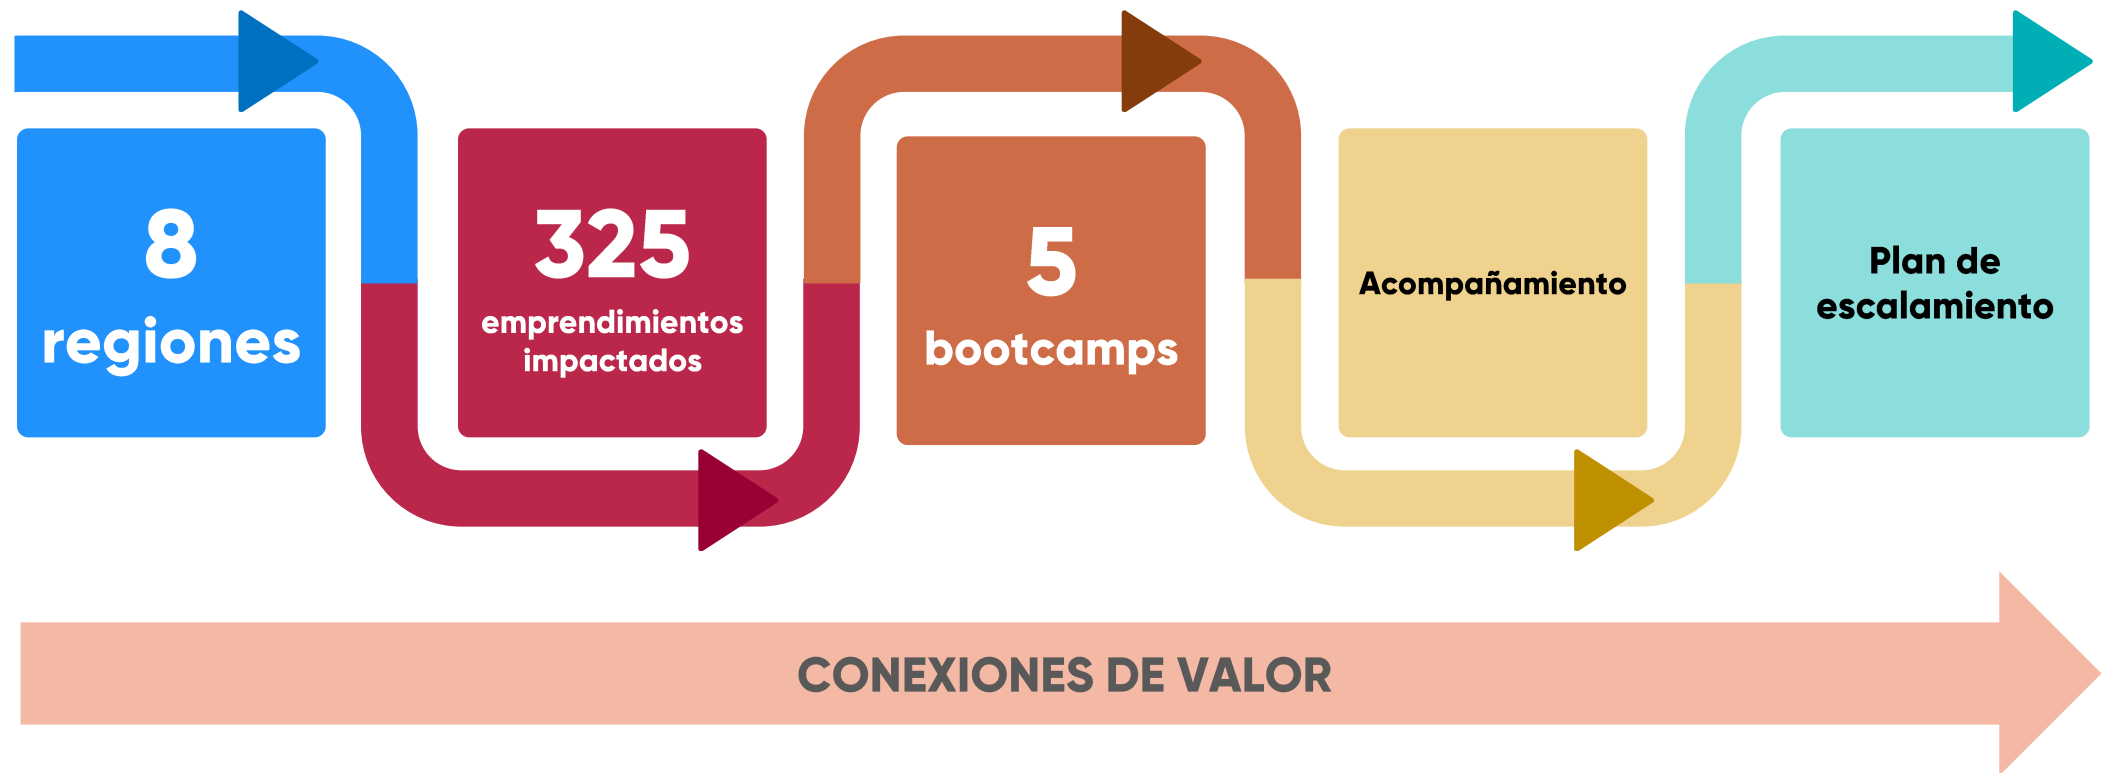 8
regiones
325
emprendimientos
impactados
5
bootcamps
Acompañamiento
Plan de
escalamiento
CONEXIONES DE VALOR